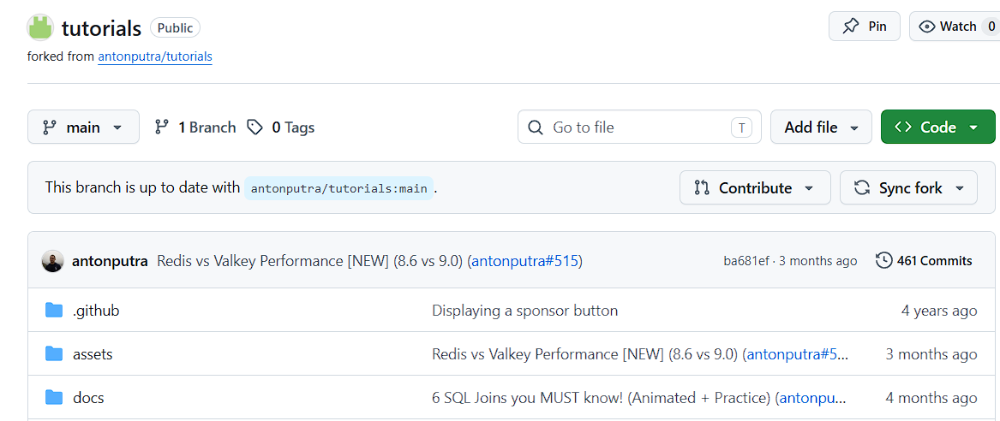 tutorials Public
Pin
Watch 0
forked from antonputra/tutorials
main
1 Branch
0 Tags
Go to file
T
Add file
Code
This branch is up to date with antonputra/tutorials:main.
Contribute
Sync fork
antonputra Redis vs Valkey Performance [NEW] (8.6 vs 9.0) (antonputra#515)
ba681ef · 3 months ago
461 Commits
.github Displaying a sponsor button 4 years ago
assets Redis vs Valkey Performance [NEW] (8.6 vs 9.0) (antonputra#5... 3 months ago
docs 6 SQL Joins you MUST know! (Animated + Practice) (antonpu... 4 months ago